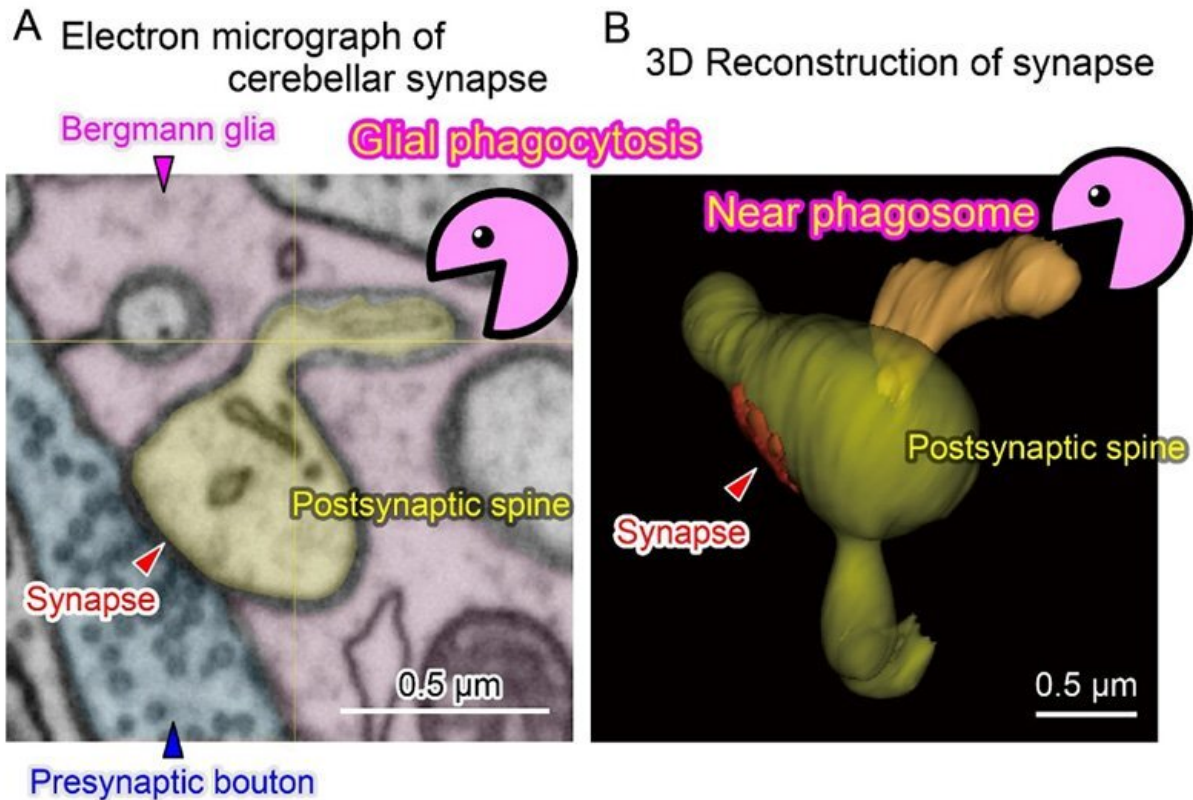 A
Electron micrograph of
cerebellar synapse
Bergmann glia
Glial phagocytosis
Postsynaptic spine
Synapse
0.5 µm
Presynaptic bouton
B
3D Reconstruction of synapse
Near phagosome
Postsynaptic spine
Synapse
0.5 µm